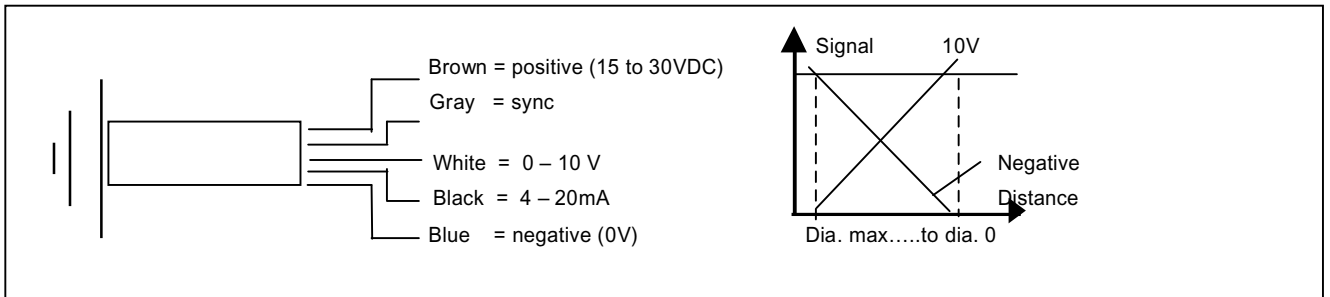 Brown = positive (15 to 30VDC)
Gray = sync
White = 0 – 10 V
Black = 4 – 20mA
Blue = negative (0V)
Signal
10V
Negative
Distance
Dia. max.....to dia. 0